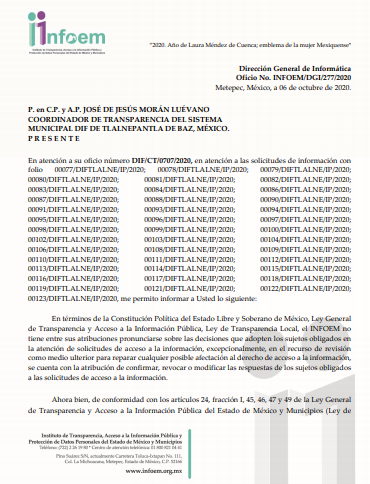 infoem
Instituto de Transparencia, Acceso a la Información Pública y
Protección de Datos Personales del Estado de México y Municipios
"2020. Año de Laura Méndez de Cuenca; emblema de la mujer Mexiquense"
Dirección General de Informática
Oficio No. INFOEM/DGI/277/2020
Metepec, México, a 06 de octubre de 2020.
P. en C.P. y A.P. JOSÉ DE JESÚS MORÁN LUÉVANO
COORDINADOR DE TRANSPARENCIA DEL SISTEMA
MUNICIPAL DIF DE TLALNEPANTLA DE BAZ, MÉXICO.
P R E S E N T E
En atención a su oficio número DIF/CT/0707/2020, en atención a las solicitudes de información con
folio 00077/DIFTLALNE/IP/2020; 00078/DIFTLALNE/IP/2020; 00079/DIFTLALNE/IP/2020;
00080/DIFTLALNE/IP/2020; 00081/DIFTLALNE/IP/2020; 00082/DIFTLALNE/IP/2020;
00083/DIFTLALNE/IP/2020; 00084/DIFTLALNE/IP/2020; 00086/DIFTLALNE/IP/2020;
00087/DIFTLALNE/IP/2020; 00088/DIFTLALNE/IP/2020; 00090/DIFTLALNE/IP/2020;
00091/DIFTLALNE/IP/2020; 00093/DIFTLALNE/IP/2020; 00094/DIFTLALNE/IP/2020;
00095/DIFTLALNE/IP/2020; 00096/DIFTLALNE/IP/2020; 00097/DIFTLALNE/IP/2020;
00098/DIFTLALNE/IP/2020; 00099/DIFTLALNE/IP/2020; 00100/DIFTLALNE/IP/2020;
00102/DIFTLALNE/IP/2020; 00103/DIFTLALNE/IP/2020; 00104/DIFTLALNE/IP/2020;
00106/DIFTLALNE/IP/2020; 00108/DIFTLALNE/IP/2020; 00109/DIFTLALNE/IP/2020;
00110/DIFTLALNE/IP/2020; 00111/DIFTLALNE/IP/2020; 00112/DIFTLALNE/IP/2020;
00113/DIFTLALNE/IP/2020; 00114/DIFTLALNE/IP/2020; 00115/DIFTLALNE/IP/2020;
00116/DIFTLALNE/IP/2020; 00117/DIFTLALNE/IP/2020; 00118/DIFTLALNE/IP/2020;
00119/DIFTLALNE/IP/2020; 00121/DIFTLALNE/IP/2020; 00122/DIFTLALNE/IP/2020;
00123/DIFTLALNE/IP/2020, me permito informar a Usted lo siguiente:
En términos de la Constitución Política del Estado Libre y Soberano de México, Ley General
de Transparencia y Acceso a la Información Pública, Ley de Transparencia Local, el INFOEM no
tiene entre sus atribuciones pronunciarse sobre las decisiones que adopten los sujetos obligados en
la atención de solicitudes de acceso a la información, excepcionalmente, en el recurso de revisión
como medio ulterior para reparar cualquier posible afectación al derecho de acceso a la información,
se cuenta con la atribución de confirmar, revocar o modificar las respuestas de los sujetos obligados
a las solicitudes de acceso a la información.
Ahora bien, de conformidad con los artículos 24, fracción I, 45, 46, 47 y 49 de la Ley General
de Transparencia y Acceso a la Información Pública del Estado de México y Municipios (Ley de
Instituto de Transparencia, Acceso a la Información Pública y
Protección de Datos Personales del Estado de México y Municipios
Teléfono: (722) 2 26 19 80 * Centro de atención telefónica: 01 800 821 04 41
Pino Suárez S/N, actualmente Carretera Toluca-Ixtapan No. 111,
Col. La Michoacana, Metepec, Estado de México, C.P. 52166
www.infoem.org.mx